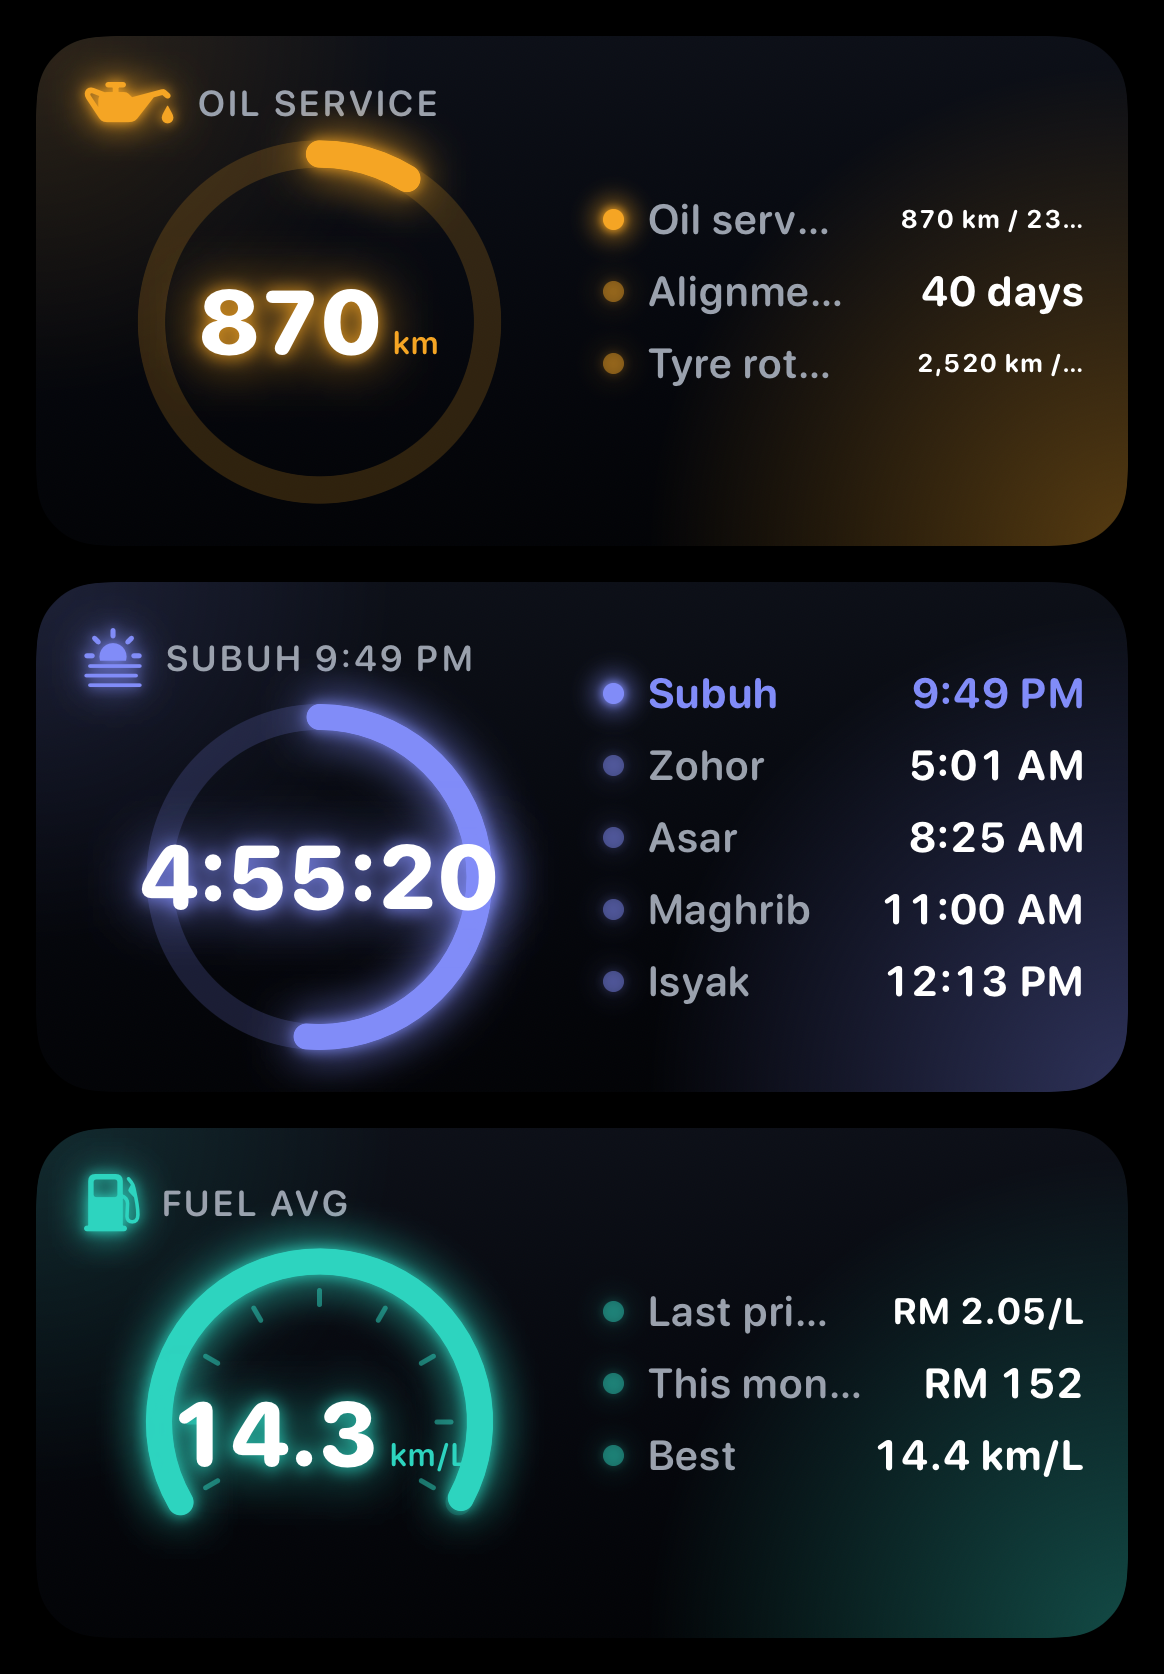 OIL SERVICE
870 km
Oil serv... 870 km / 23...
Alignme... 40 days
Tyre rot... 2,520 km /...
SUBUH 9:49 PM
4:55:20
Subuh 9:49 PM
Zohor 5:01 AM
Asar 8:25 AM
Maghrib 11:00 AM
Isyak 12:13 PM
FUEL AVG
14.3 km/L
Last pri... RM 2.05/L
This mon... RM 152
Best 14.4 km/L